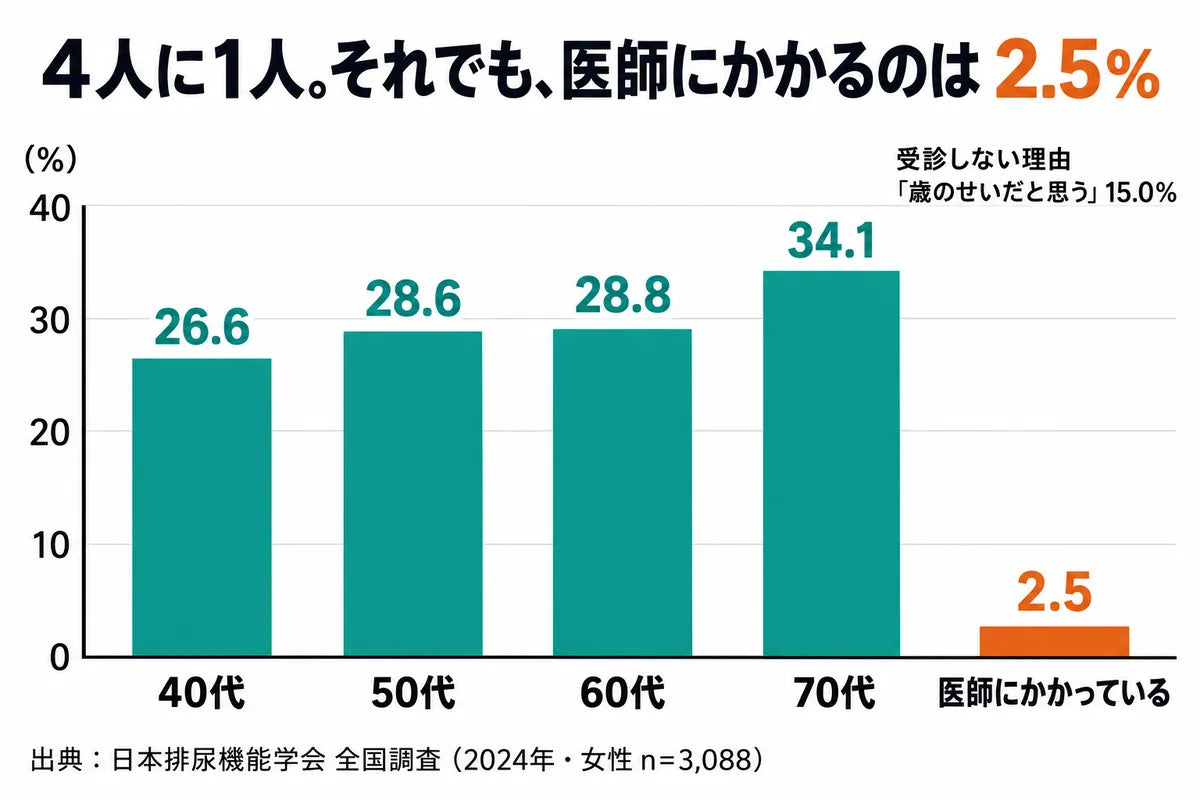 4人に1人。それでも、医師にかかるのは 2.5%
(%)
受診しない理由
「歳のせいだと思う」 15.0%
40
30
20
10
0
26.6
28.6
28.8
34.1
2.5
40代
50代
60代
70代
医師にかかっている
出典：日本排尿機能学会 全国調査（2024年・女性 n=3,088）